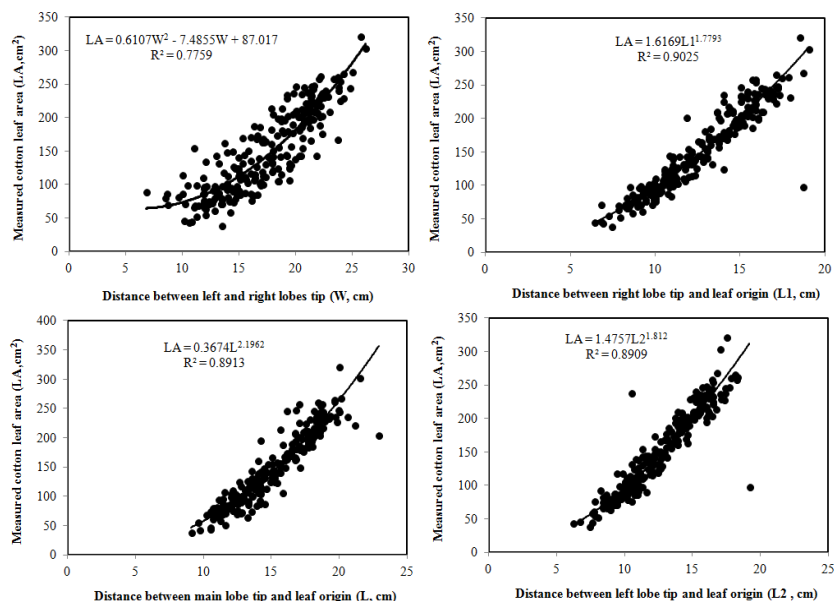 LA = 0.6107W² - 7.4855W + 87.017
R² = 0.7759
Measured cotton leaf area (LA,cm²)
350
300
250
200
150
100
50
0
0 5 10 15 20 25 30
Distance between left and right lobes tip (W, cm)
LA = 1.6169L1^1.7793
R² = 0.9025
Measured cotton leaf area (LA,cm²)
350
300
250
200
150
100
50
0
0 5 10 15 20
Distance between right lobe tip and leaf origin (L1, cm)
LA = 0.3674L^2.1962
R² = 0.8913
Measured cotton leaf area (LA,cm²)
400
350
300
250
200
150
100
50
0
0 5 10 15 20 25
Distance between main lobe tip and leaf origin (L, cm)
LA = 1.4757L2^1.812
R² = 0.8909
Measured cotton leaf area (LA,cm²)
350
300
250
200
150
100
50
0
0 5 10 15 20 25
Distance between left lobe tip and leaf origin (L2 , cm)